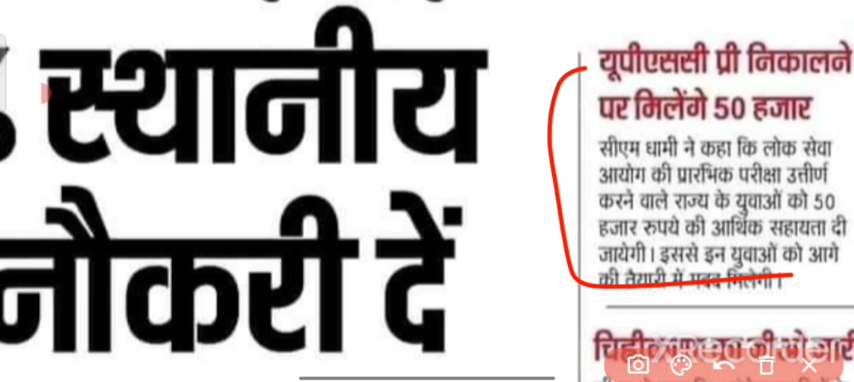 स्थानीय
नौकरी दें
यूपीएससी प्री निकालने
पर मिलेंगे 50 हजार
सीएम धामी ने कहा कि लोक सेवा
आयोग की प्रारंभिक परीक्षा उत्तीर्ण
करने वाले राज्य के युवाओं को 50
हजार रुपये की आर्थिक सहायता दी
जायेगी। इससे इन युवाओं को आगे
की तैयारी में मदद मिलेगी।